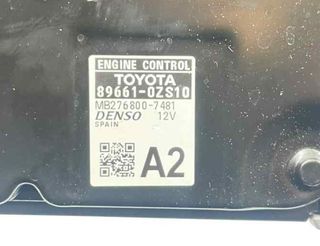 ENGINE CONTROL
TOYOTA
89661-0ZS10
MB276800-7481
DENSO 12V
SPAIN
A2